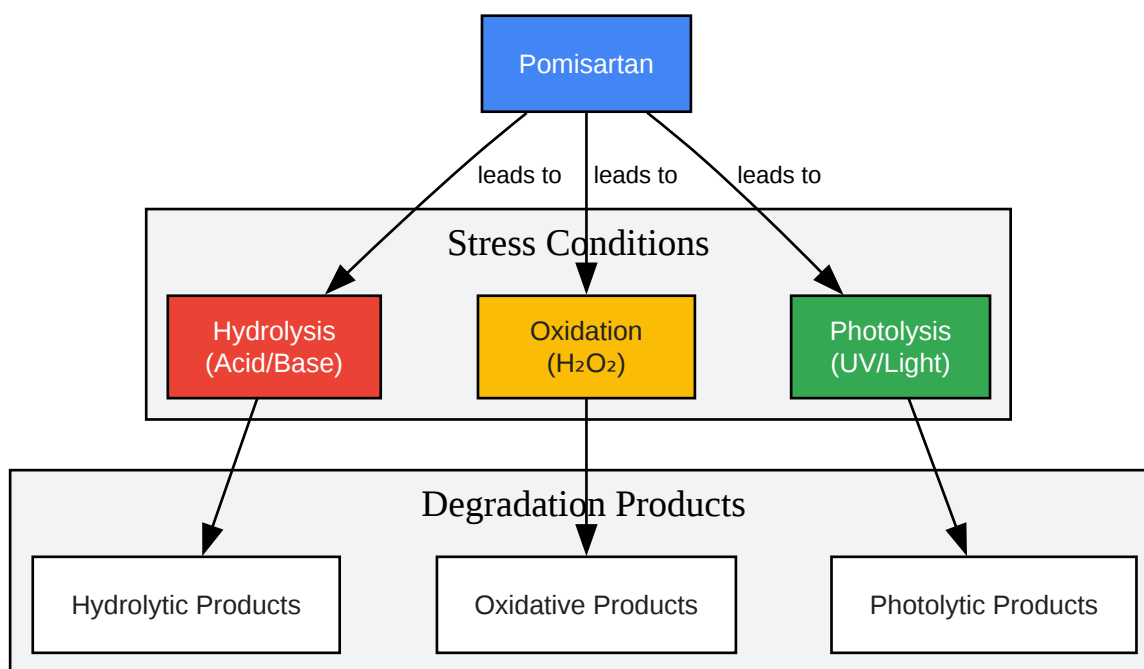 Pomisartan
leads to leads to leads to
Stress Conditions
Hydrolysis
(Acid/Base)
Oxidation
(H₂O₂)
Photolysis
(UV/Light)
Degradation Products
Hydrolytic Products
Oxidative Products
Photolytic Products